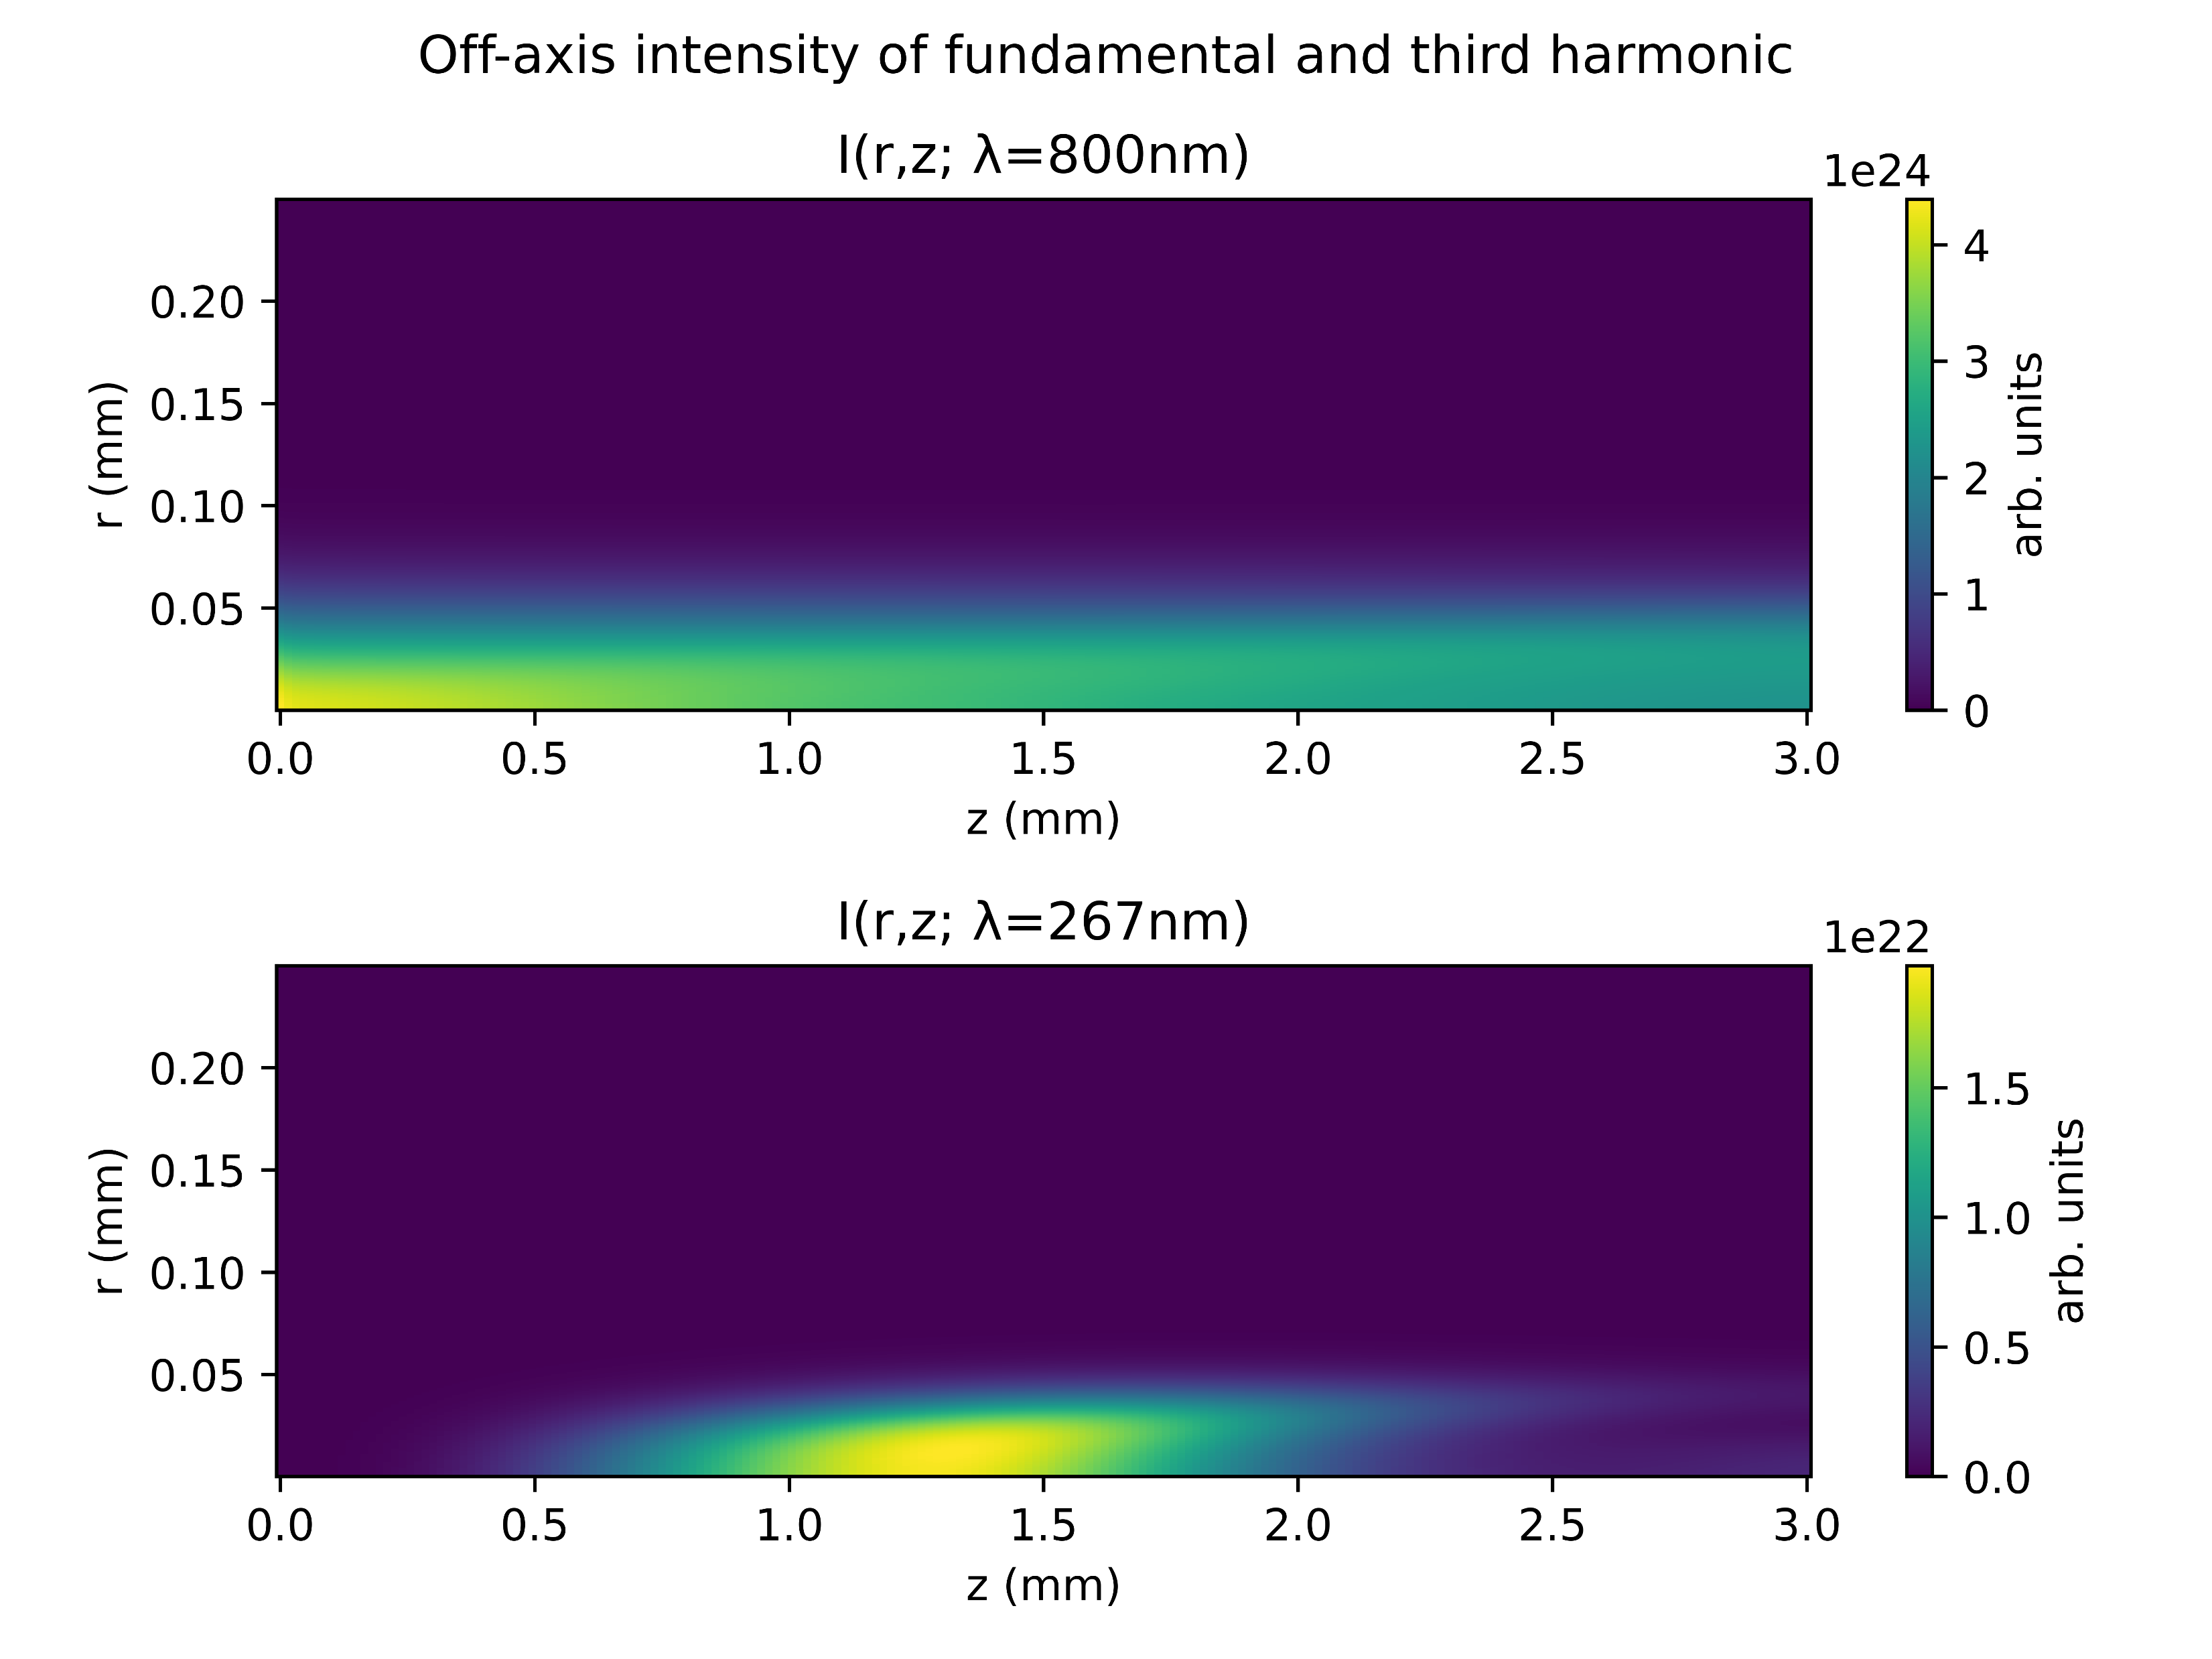 Off-axis intensity of fundamental and third harmonic
I(r,z; λ=800nm)
1e24
0.20
0.15
0.10
0.05
r (mm)
0.0 0.5 1.0 1.5 2.0 2.5 3.0
z (mm)
4
3
2
1
0
arb. units
I(r,z; λ=267nm)
1e22
0.20
0.15
0.10
0.05
r (mm)
0.0 0.5 1.0 1.5 2.0 2.5 3.0
z (mm)
1.5
1.0
0.5
0.0
arb. units